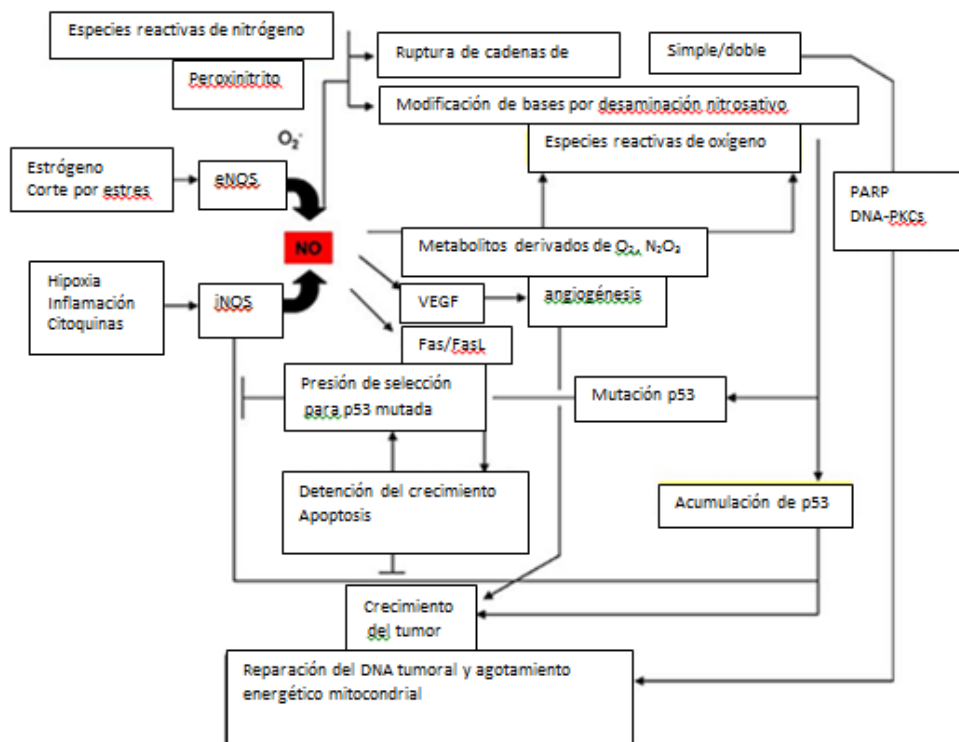 Especies reactivas de nitrógeno
Peroxinitrito
Ruptura de cadenas de
Simple/doble
Modificación de bases por desaminación nitrosativo
O₂⁻
Especies reactivas de oxígeno
Estrógeno
Corte por estres
eNOS
PARP
DNA-PKCs
NO
Metabolitos derivados de O₂, N₂O₃
Hipoxia
Inflamación
Citoquinas
iNOS
VEGF
angiogénesis
Fas/FasL
Presión de selección
para p53 mutada
Mutación p53
Detención del crecimiento
Apoptosis
Acumulación de p53
Crecimiento
del tumor
Reparación del DNA tumoral y agotamiento
energético mitocondrial